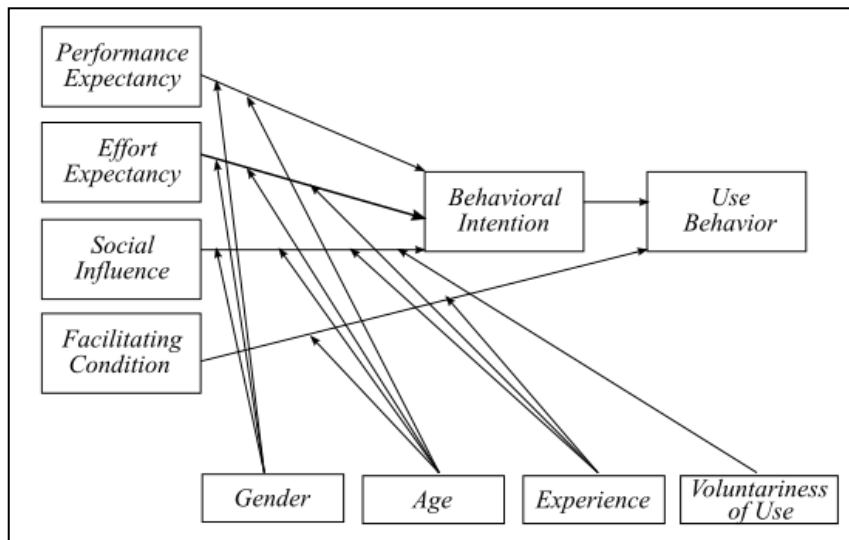 Performance
Expectancy
Effort
Expectancy
Social
Influence
Facilitating
Condition
Behavioral
Intention
Use
Behavior
Gender
Age
Experience
Voluntariness
of Use